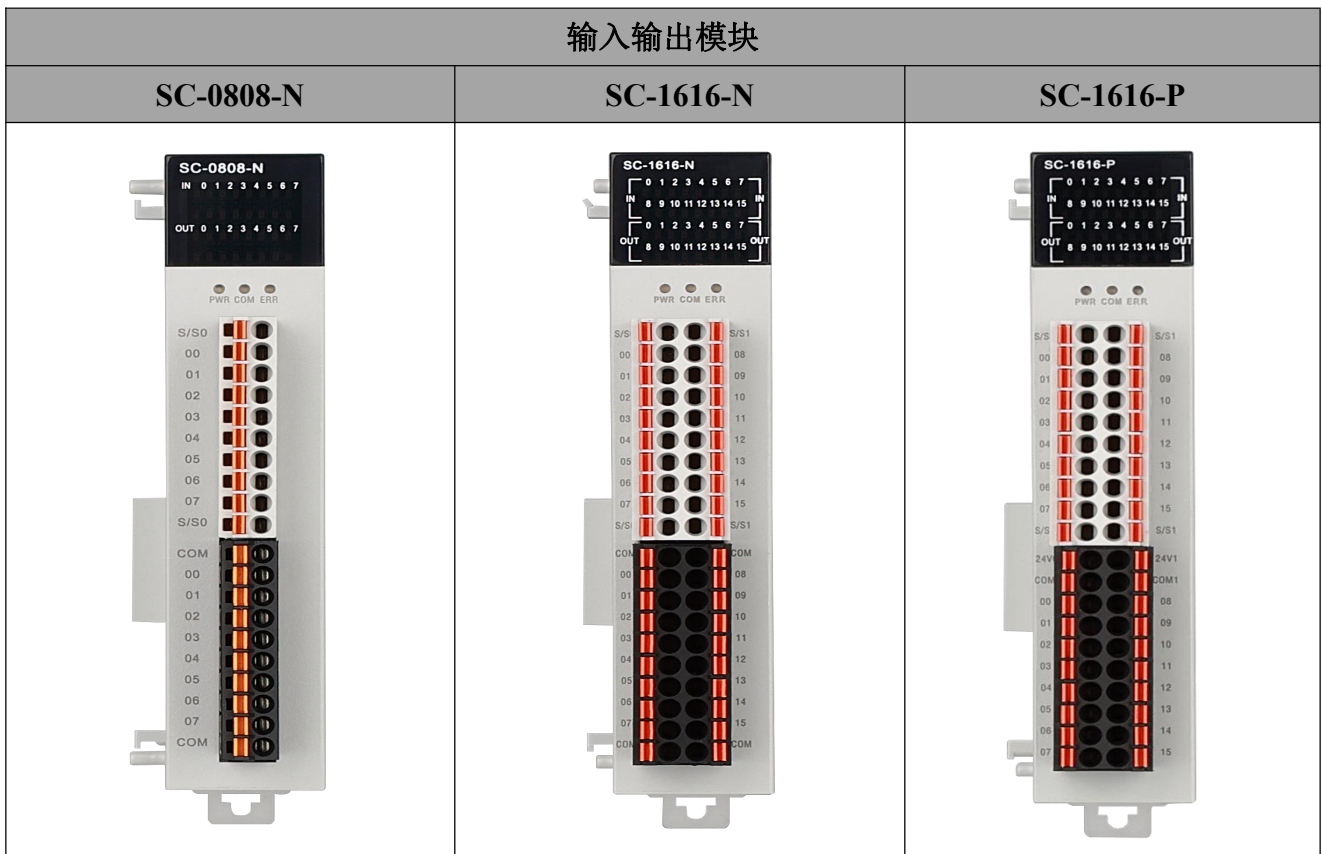 输入输出模块
SC-0808-N SC-1616-N SC-1616-P
SC-0808-N
IN 0 1 2 3 4 5 6 7
OUT 0 1 2 3 4 5 6 7
PWR COM ERR
S/S0
00
01
02
03
04
05
06
07
S/S0
COM
00
01
02
03
04
05
06
07
COM
SC-1616-N
0 1 2 3 4 5 6 7
IN 8 9 10 11 12 13 14 15 IN
0 1 2 3 4 5 6 7
OUT 8 9 10 11 12 13 14 15 OUT
PWR COM ERR
S/S S/S1
00 08
01 09
02 10
03 11
04 12
05 13
06 14
07 15
S/S S/S1
COM COM
00 08
01 09
02 10
03 11
04 12
05 13
06 14
07 15
COM COM
SC-1616-P
0 1 2 3 4 5 6 7
IN 8 9 10 11 12 13 14 15 IN
0 1 2 3 4 5 6 7
OUT 8 9 10 11 12 13 14 15 OUT
PWR COM ERR
S/S S/S1
00 08
01 09
02 10
03 11
04 12
05 13
06 14
07 15
S/S S/S1
24V 24V1
COM COM1
00 08
01 09
02 10
03 11
04 12
05 13
06 14
07 15